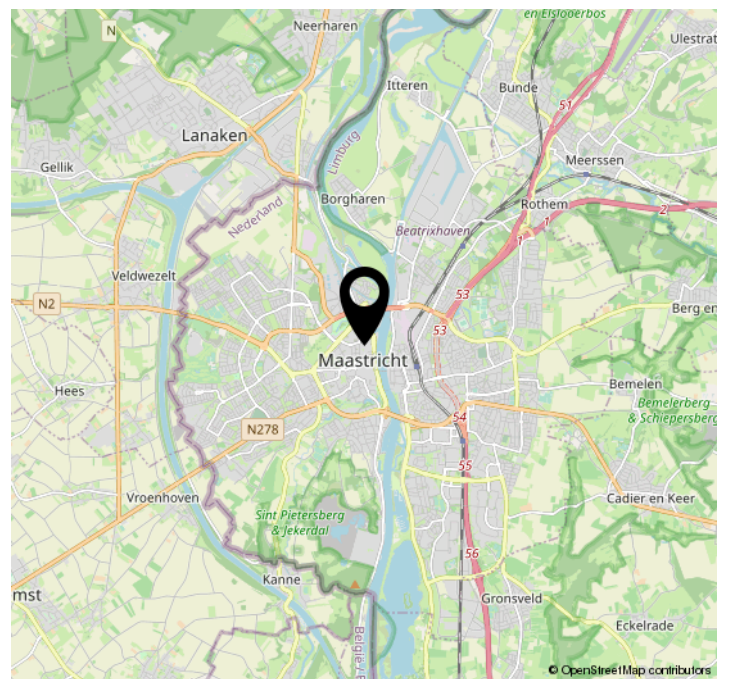 en Elslooërbos
N
Neerharen
Ulestrat
Itteren
Bunde
51
Lanaken
Limburg
Meerssen
Gellik
Nederland
Borgharen
Rothem
2
1
1
Beatrixhaven
Veldwezelt
N2
53
Berg en
53
Maastricht
Hees
Bemelen
Bemelerberg
& Schiepersberg
54
N278
55
Vroenhoven
Cadier en Keer
Sint Pietersberg
& Jekerdal
56
Kanne
mst
Gronsveld
Eckelrade
België /
© OpenStreetMap contributors